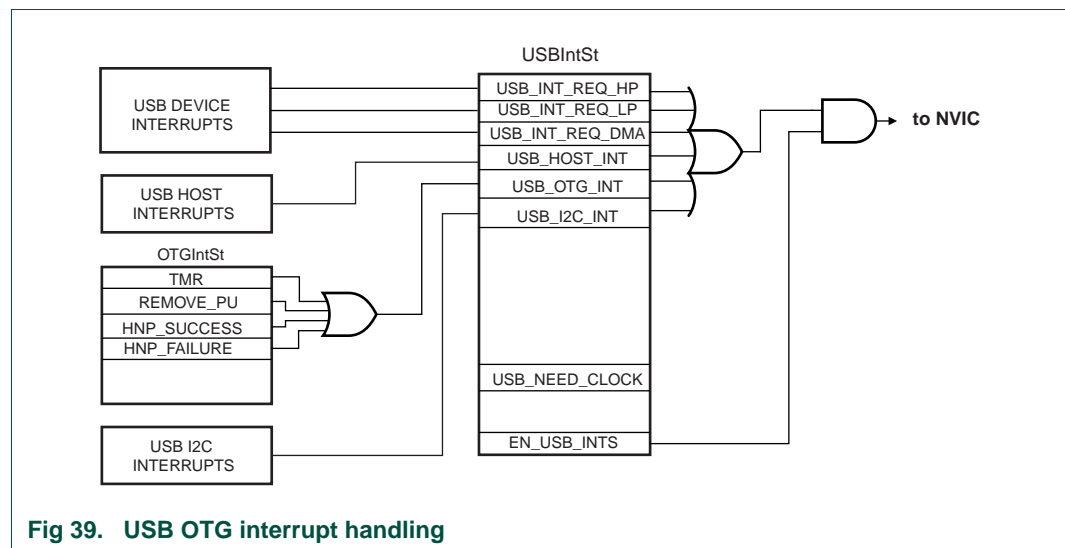 USBIntSt
USB DEVICE
INTERRUPTS
USB_INT_REQ_HP
USB_INT_REQ_LP
USB_INT_REQ_DMA
to NVIC
USB HOST
INTERRUPTS
USB_HOST_INT
USB_OTG_INT
USB_I2C_INT
OTGIntSt
TMR
REMOVE_PU
HNP_SUCCESS
HNP_FAILURE
USB_NEED_CLOCK
USB I2C
INTERRUPTS
EN_USB_INTS
Fig 39. USB OTG interrupt handling